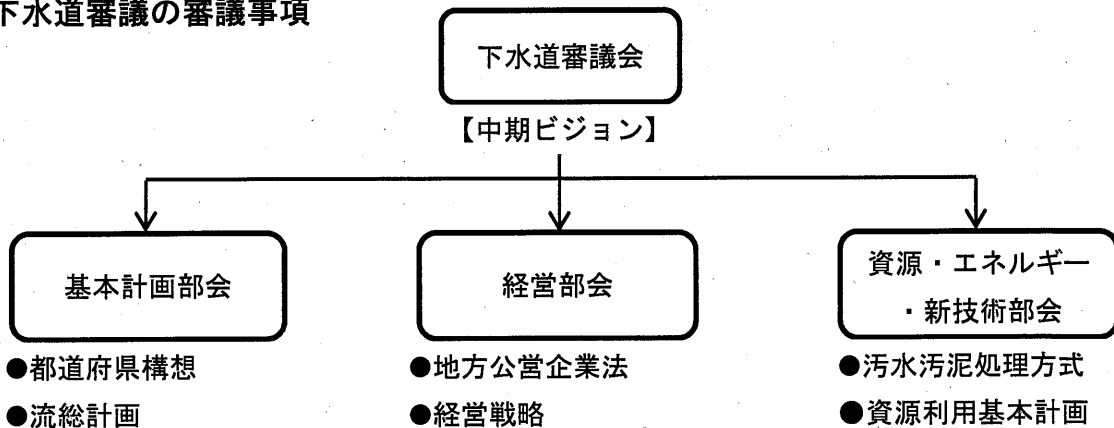 下水道審議の審議事項
下水道審議会
【中期ビジョン】
基本計画部会
●都道府県構想
●流総計画
経営部会
●地方公営企業法
●経営戦略
資源・エネルギー
・新技術部会
●汚水汚泥処理方式
●資源利用基本計画